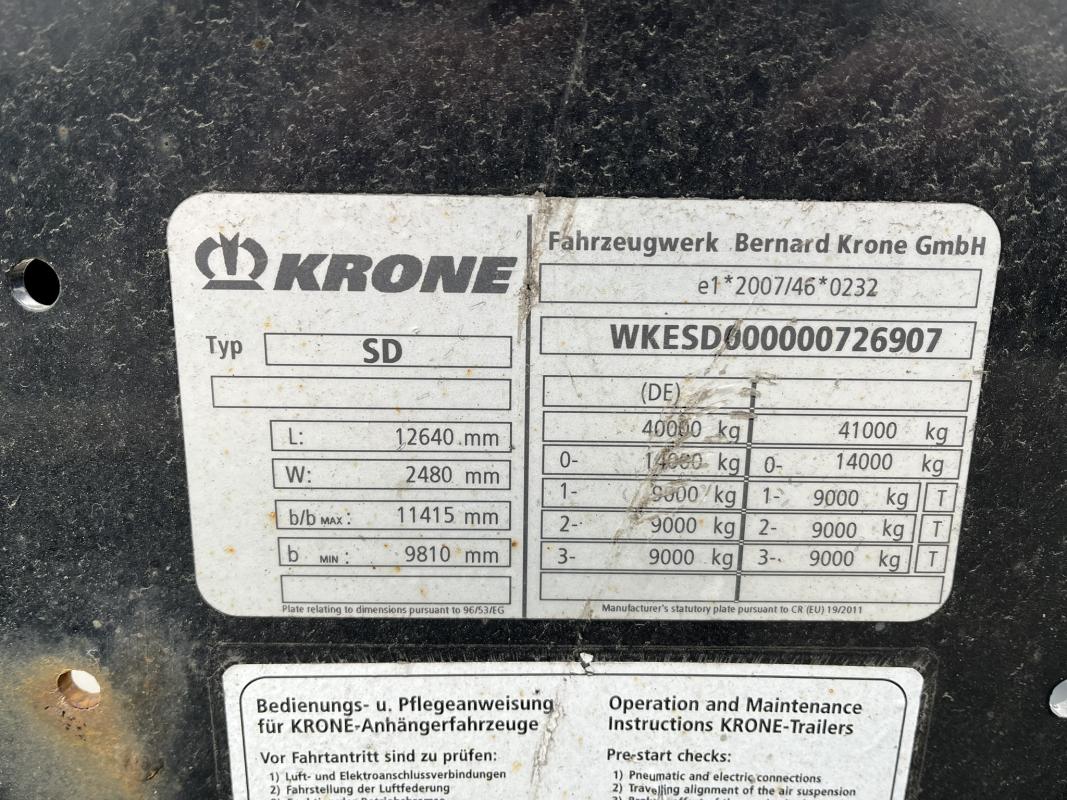 KRONE
Typ SD
L: 12640 mm
W: 2480 mm
b/b MAX : 11415 mm
b MIN : 9810 mm
Plate relating to dimensions pursuant to 96/53/EG
Fahrzeugwerk Bernard Krone GmbH
e1*2007/46*0232
WKESD000000726907
(DE)
40000 kg 41000 kg
0- 14000 kg 0- 14000 kg
1- 9000 kg 1- 9000 kg T
2- 9000 kg 2- 9000 kg T
3- 9000 kg 3- 9000 kg T
Manufacturer's statutory plate pursuant to CR (EU) 19/2011
Bedienungs- u. Pflegeanweisung
für KRONE-Anhängerfahrzeuge
Vor Fahrtantritt sind zu prüfen:
1) Luft- und Elektroanschlussverbindungen
2) Fahrstellung der Luftfederung
Operation and Maintenance
Instructions KRONE-Trailers
Pre-start checks:
1) Pneumatic and electric connections
2) Travelling alignment of the air suspension